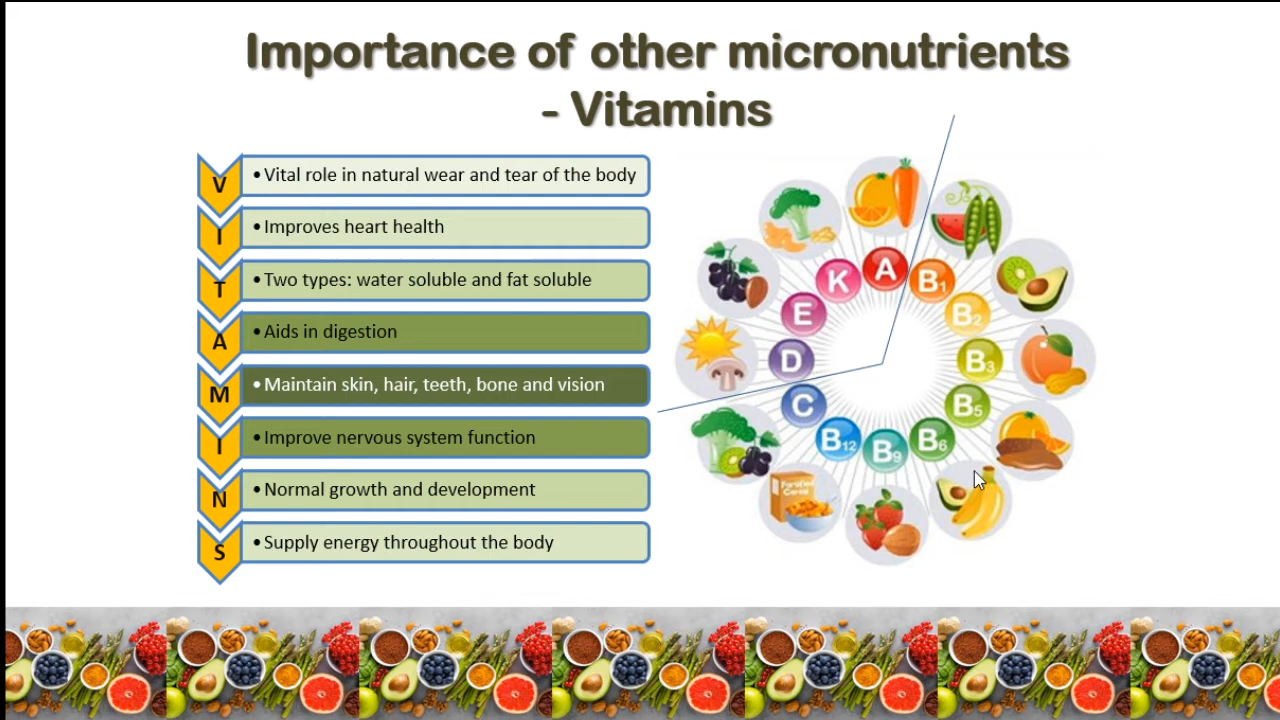 Importance of other micronutrients
- Vitamins
V
• Vital role in natural wear and tear of the body
I
• Improves heart health
T
• Two types: water soluble and fat soluble
A
• Aids in digestion
M
• Maintain skin, hair, teeth, bone and vision
I
• Improve nervous system function
N
• Normal growth and development
S
• Supply energy throughout the body
A
B1
B2
B3
B5
B6
B9
B12
C
D
E
K
Fortified
Cereal